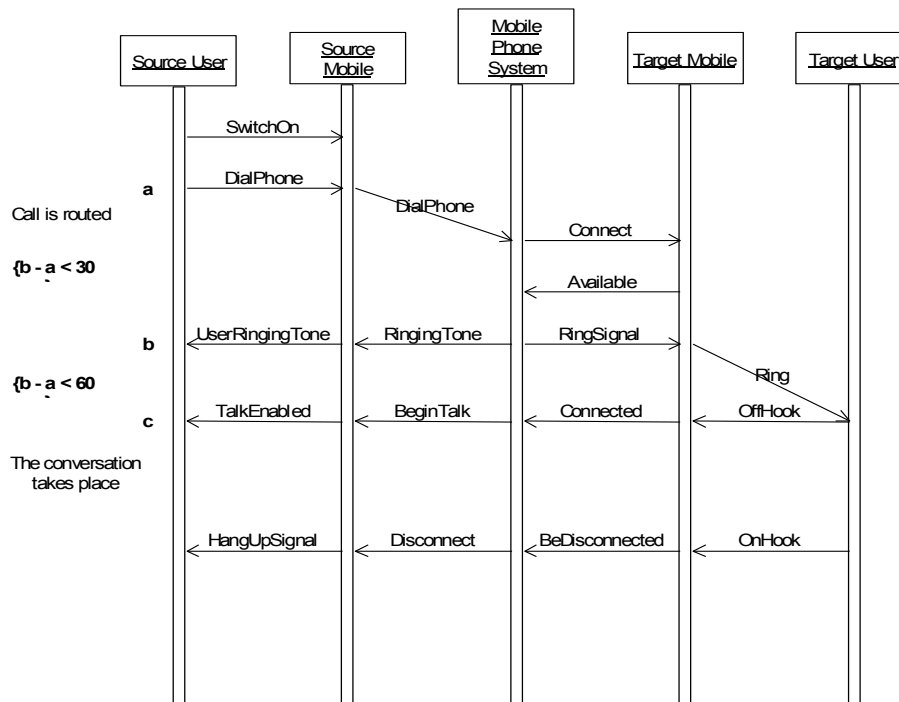 Source User
Source
Mobile
Mobile
Phone
System
Target Mobile
Target User
SwitchOn
a
DialPhone
DialPhone
Call is routed
Connect
{b - a < 30
Available
b
UserRingingTone
RingingTone
RingSignal
Ring
{b - a < 60
c
TalkEnabled
BeginTalk
Connected
OffHook
The conversation
takes place
HangUpSignal
Disconnect
BeDisconnected
OnHook